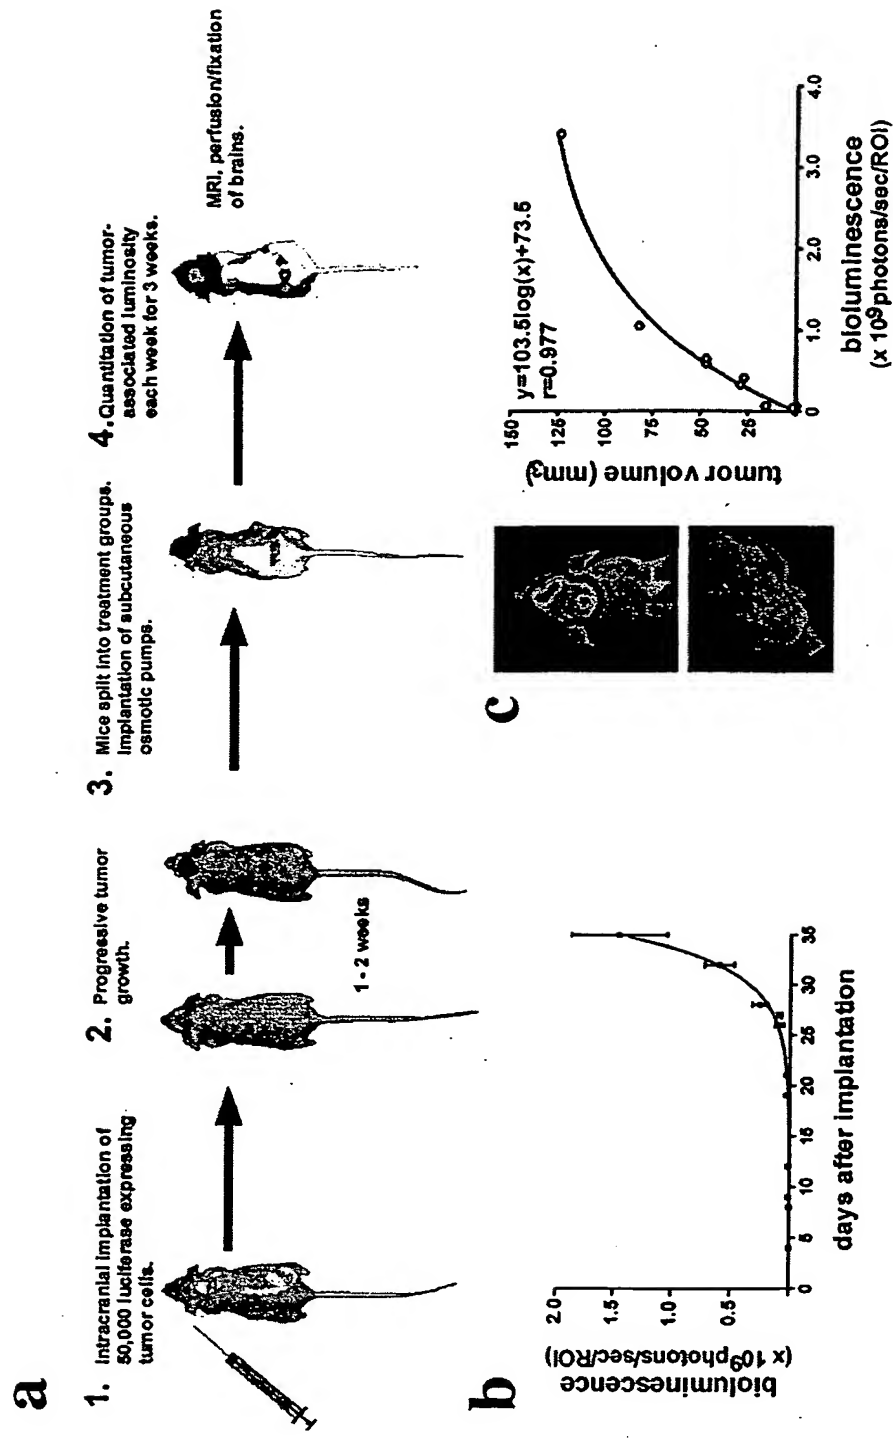 a
1. Intracranial implantation of
50,000 luciferase expressing
tumor cells.
2. Progressive tumor
growth.
1 - 2 weeks
3. Mice split into treatment groups.
Implantation of subcutaneous
osmotic pumps.
4. Quantitation of tumor-
associated luminosity
each week for 3 weeks.
MRI, perfusion/fixation
of brains.
b
bioluminescence
(x 10⁹photons/sec/ROI)
2.0
1.5
1.0
0.5
0 5 10 15 20 25 30 35
days after implantation
c
tumor volume (mm³)
150
125
100
75
50
25
y=103.5log(x)+73.5
r=0.977
0 1.0 2.0 3.0 4.0
bioluminescence
(x 10⁹photons/sec/ROI)